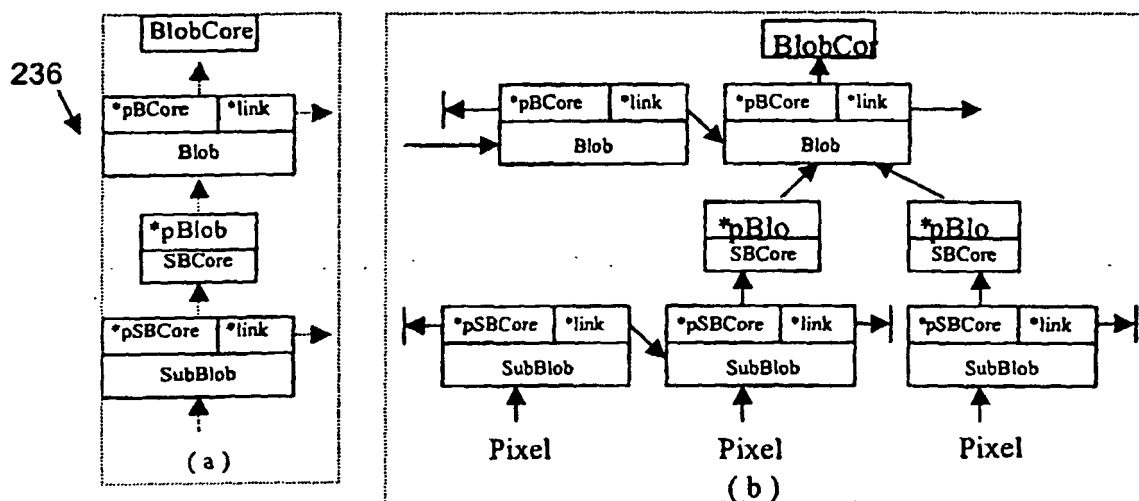 236
BlobCore
*pBCore *link
Blob
*pBlob
SBCore
*pSBCore *link
SubBlob
( a )
BlobCor
*pBCore *link *pBCore *link
Blob Blob
*pBlo *pBlo
SBCore SBCore
*pSBCore *link *pSBCore *link *pSBCore *link
SubBlob SubBlob SubBlob
Pixel Pixel Pixel
( b )